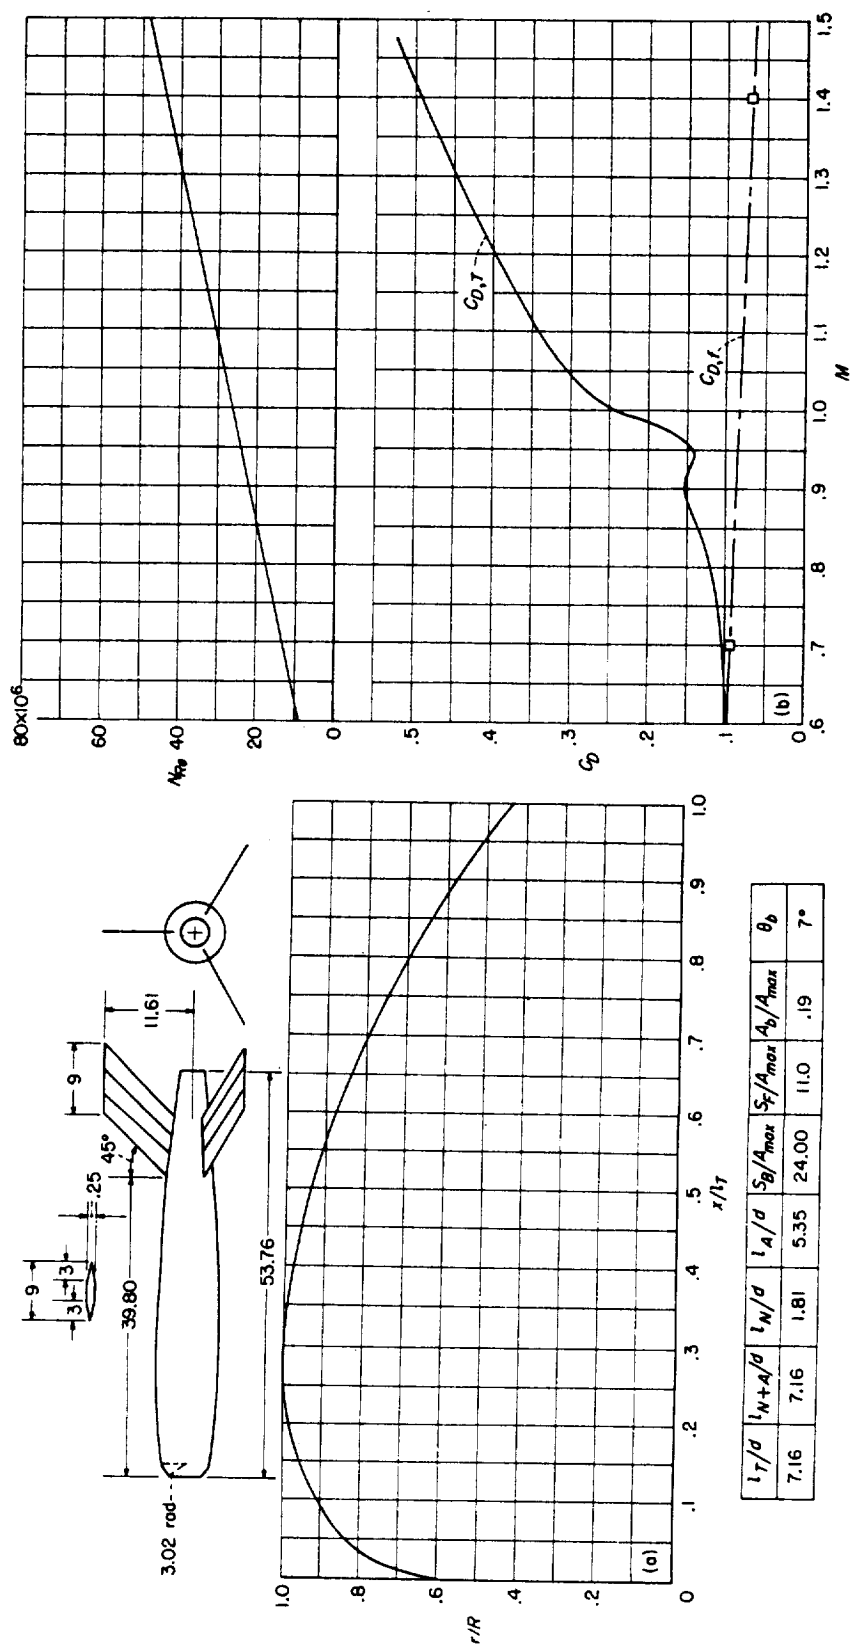 9
3
3
.25
45°
9
11.61
39.80
3.02 rad
53.76
r/R
1.0
.8
.6
.4
.2
0
(a)
.1
.2
.3
.4
.5
.6
.7
.8
.9
1.0
x/l_T
l_T/d l_N+A/d l_N/d l_A/d S_B/A_max S_F/A_max A_b/A_max θ_b
7.16 7.16 1.81 5.35 24.00 11.0 .19 7°
80×10⁶
60
N_Re 40
20
0
.5
.4
.3
C_D
.2
.1
0
C_D,T
C_D,f
(b)
.6 .7 .8 .9 1.0 1.1 1.2 1.3 1.4 1.5
M